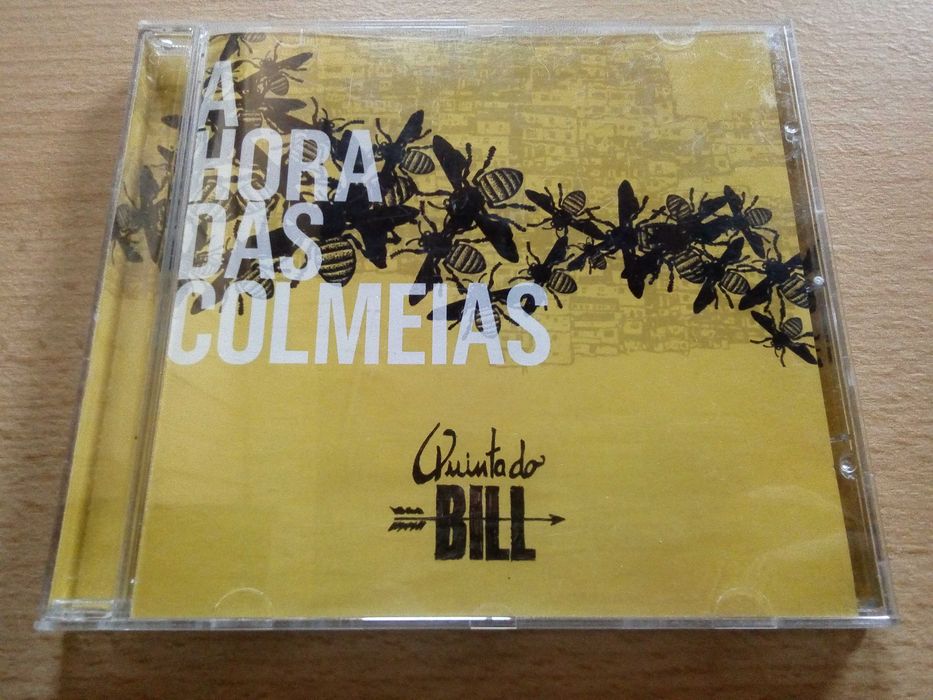 A
HORA
DAS
COLMEIAS
Quinta do
BILL